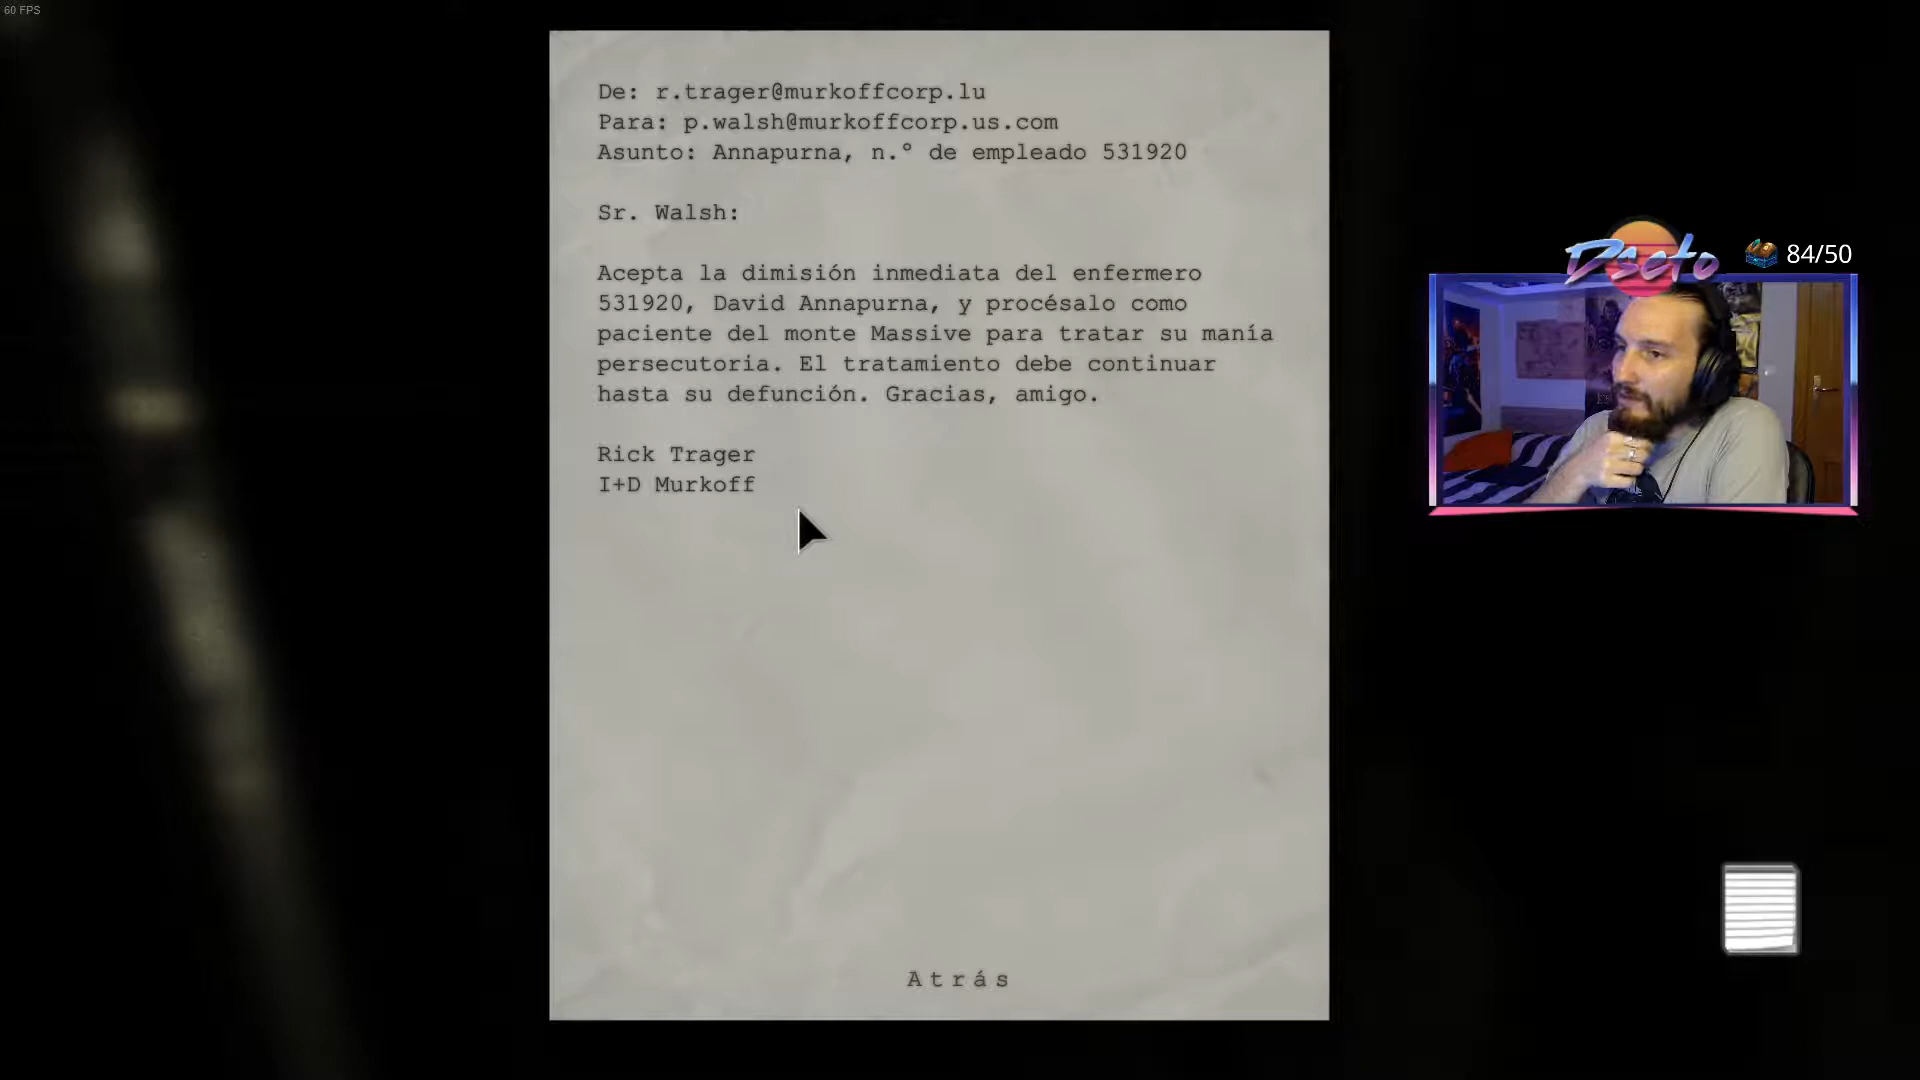 60 FPS
De: r.trager@murkoffcorp.lu
Para: p.walsh@murkoffcorp.us.com
Asunto: Annapurna, n.º de empleado 531920
Sr. Walsh:
Acepta la dimisión inmediata del enfermero
531920, David Annapurna, y procésalo como
paciente del monte Massive para tratar su manía
persecutoria. El tratamiento debe continuar
hasta su defunción. Gracias, amigo.
Rick Trager
I+D Murkoff
Atrás
Dseto
84/50